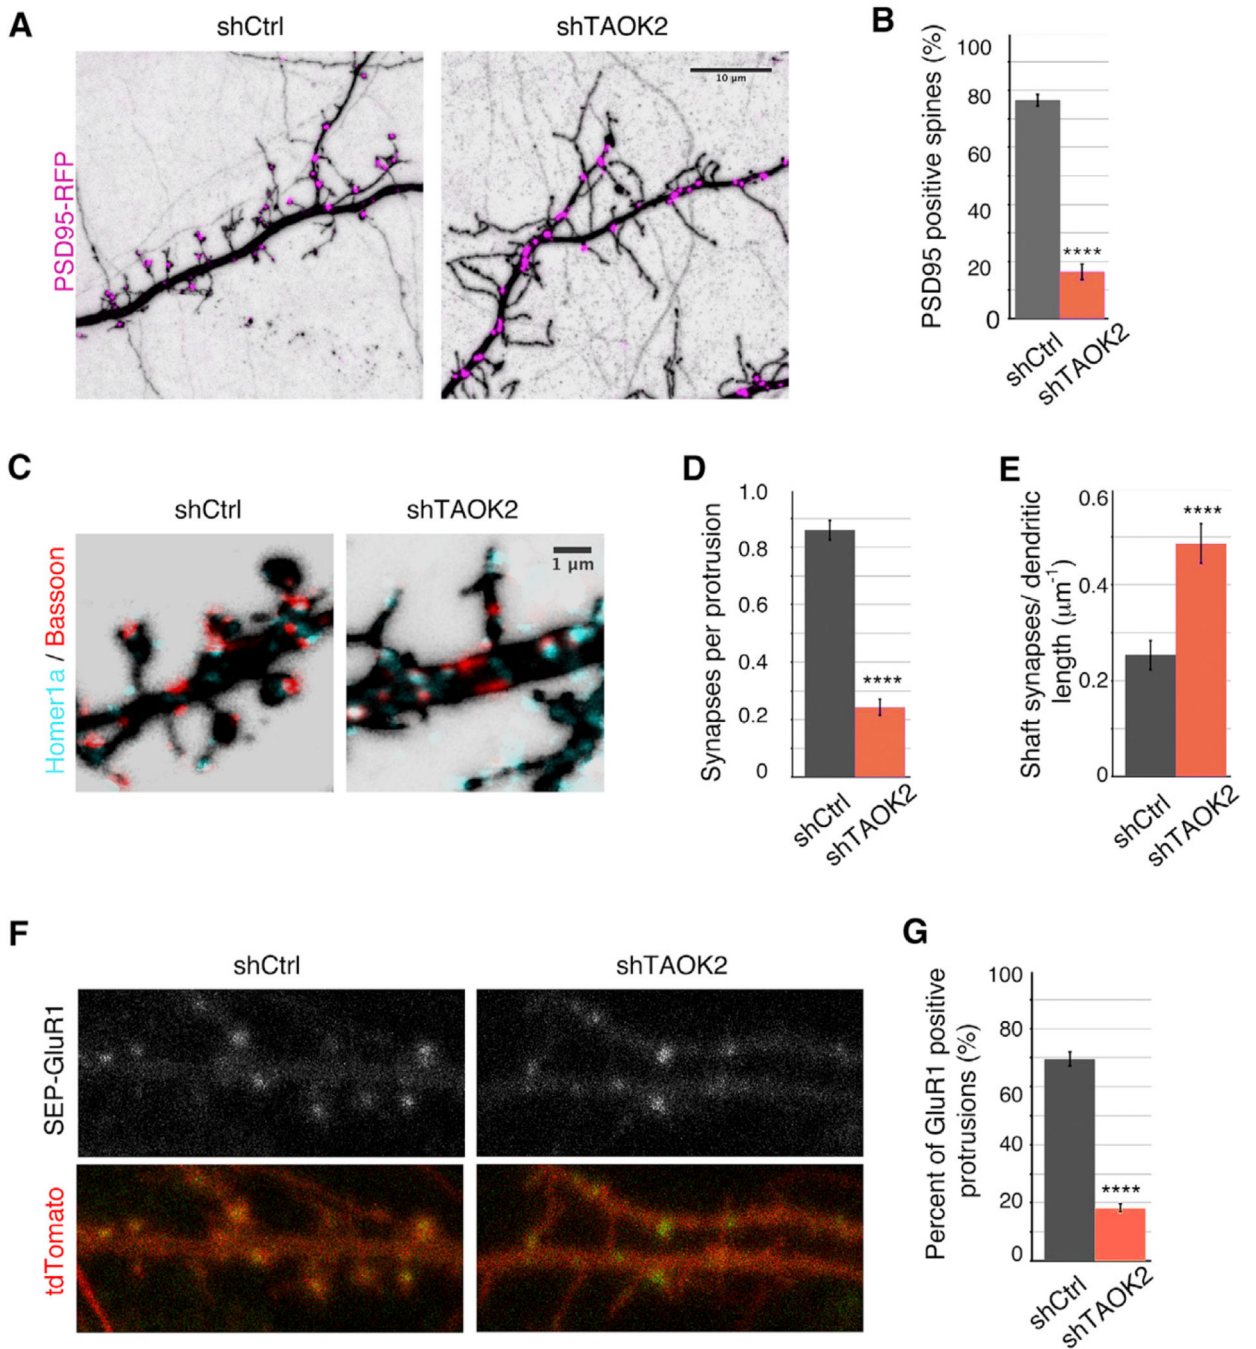 A
shCtrl
shTAOK2
PSD95-RFP
10 µm
B
PSD95 positive spines (%)
100
80
60
40
20
0
****
shCtrl
shTAOK2
C
shCtrl
shTAOK2
Homer1a / Bassoon
1 µm
D
Synapses per protrusion
1.0
0.8
0.6
0.4
0.2
0
****
shCtrl
shTAOK2
E
Shaft synapses/ dendritic
length (µm⁻¹)
0.6
0.4
0.2
0
****
shCtrl
shTAOK2
F
shCtrl
shTAOK2
SEP-GluR1
tdTomato
G
Percent of GluR1 positive
protrusions (%)
100
80
60
40
20
0
****
shCtrl
shTAOK2